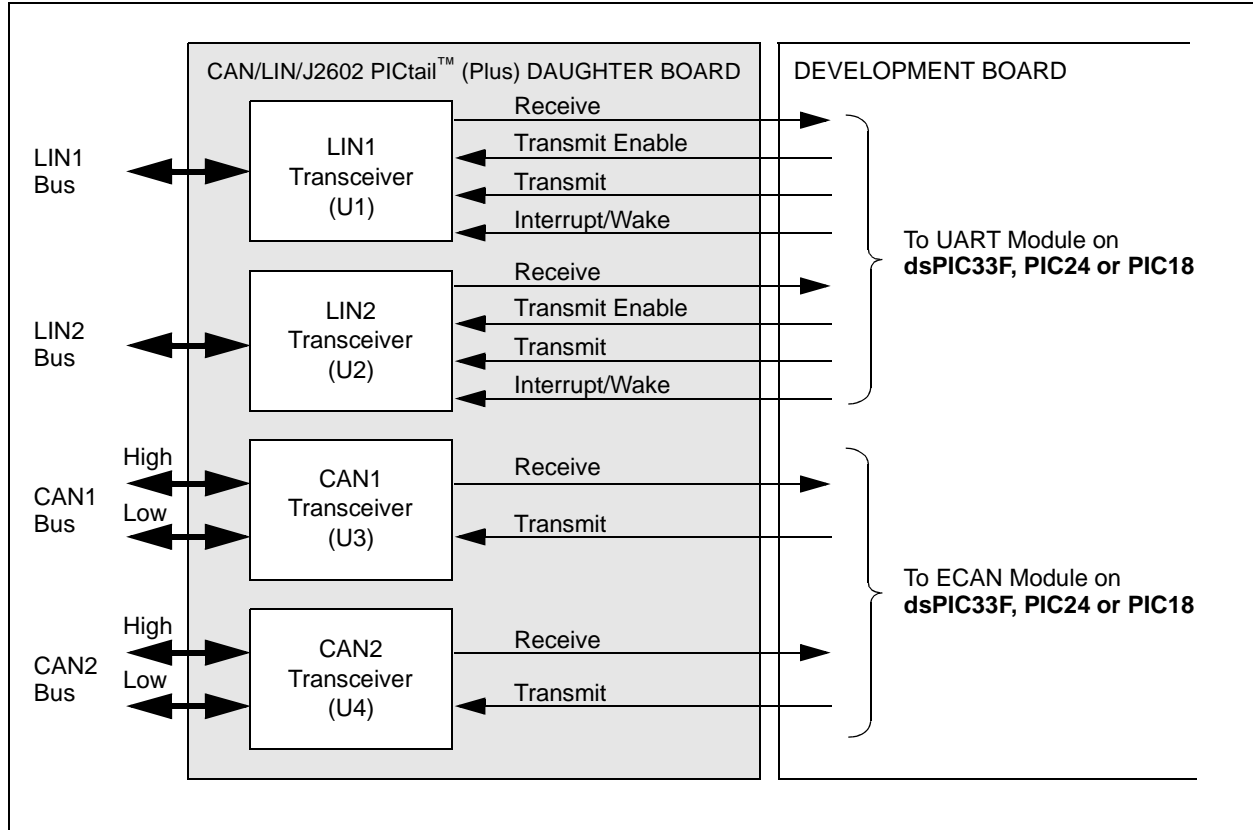 CAN/LIN/J2602 PICtail™ (Plus) DAUGHTER BOARD
DEVELOPMENT BOARD
LIN1
Bus
LIN1
Transceiver
(U1)
Receive
Transmit Enable
Transmit
Interrupt/Wake
LIN2
Bus
LIN2
Transceiver
(U2)
Receive
Transmit Enable
Transmit
Interrupt/Wake
To UART Module on
dsPIC33F, PIC24 or PIC18
CAN1
Bus
High
Low
CAN1
Transceiver
(U3)
Receive
Transmit
CAN2
Bus
High
Low
CAN2
Transceiver
(U4)
Receive
Transmit
To ECAN Module on
dsPIC33F, PIC24 or PIC18